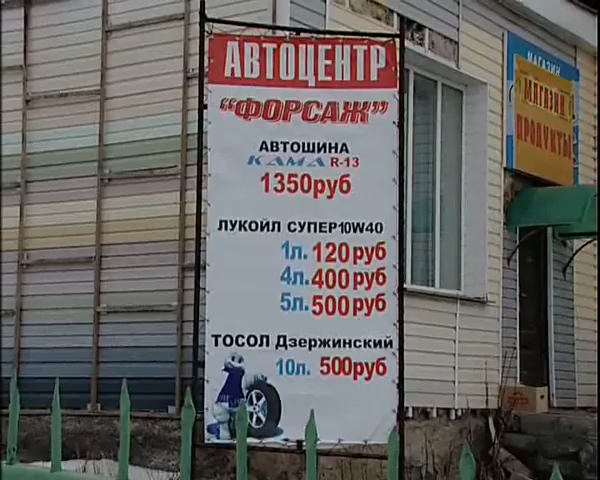 АВТОЦЕНТР
"ФОРСАЖ"
АВТОШИНА
КАМА R-13
1350руб
ЛУКОЙЛ СУПЕР10W40
1л. 120руб
4л. 400руб
5л. 500руб
ТОСОЛ Дзержинский
10л. 500руб
МАГАЗИН
МАГАЗИН
ПРОДУКТЫ